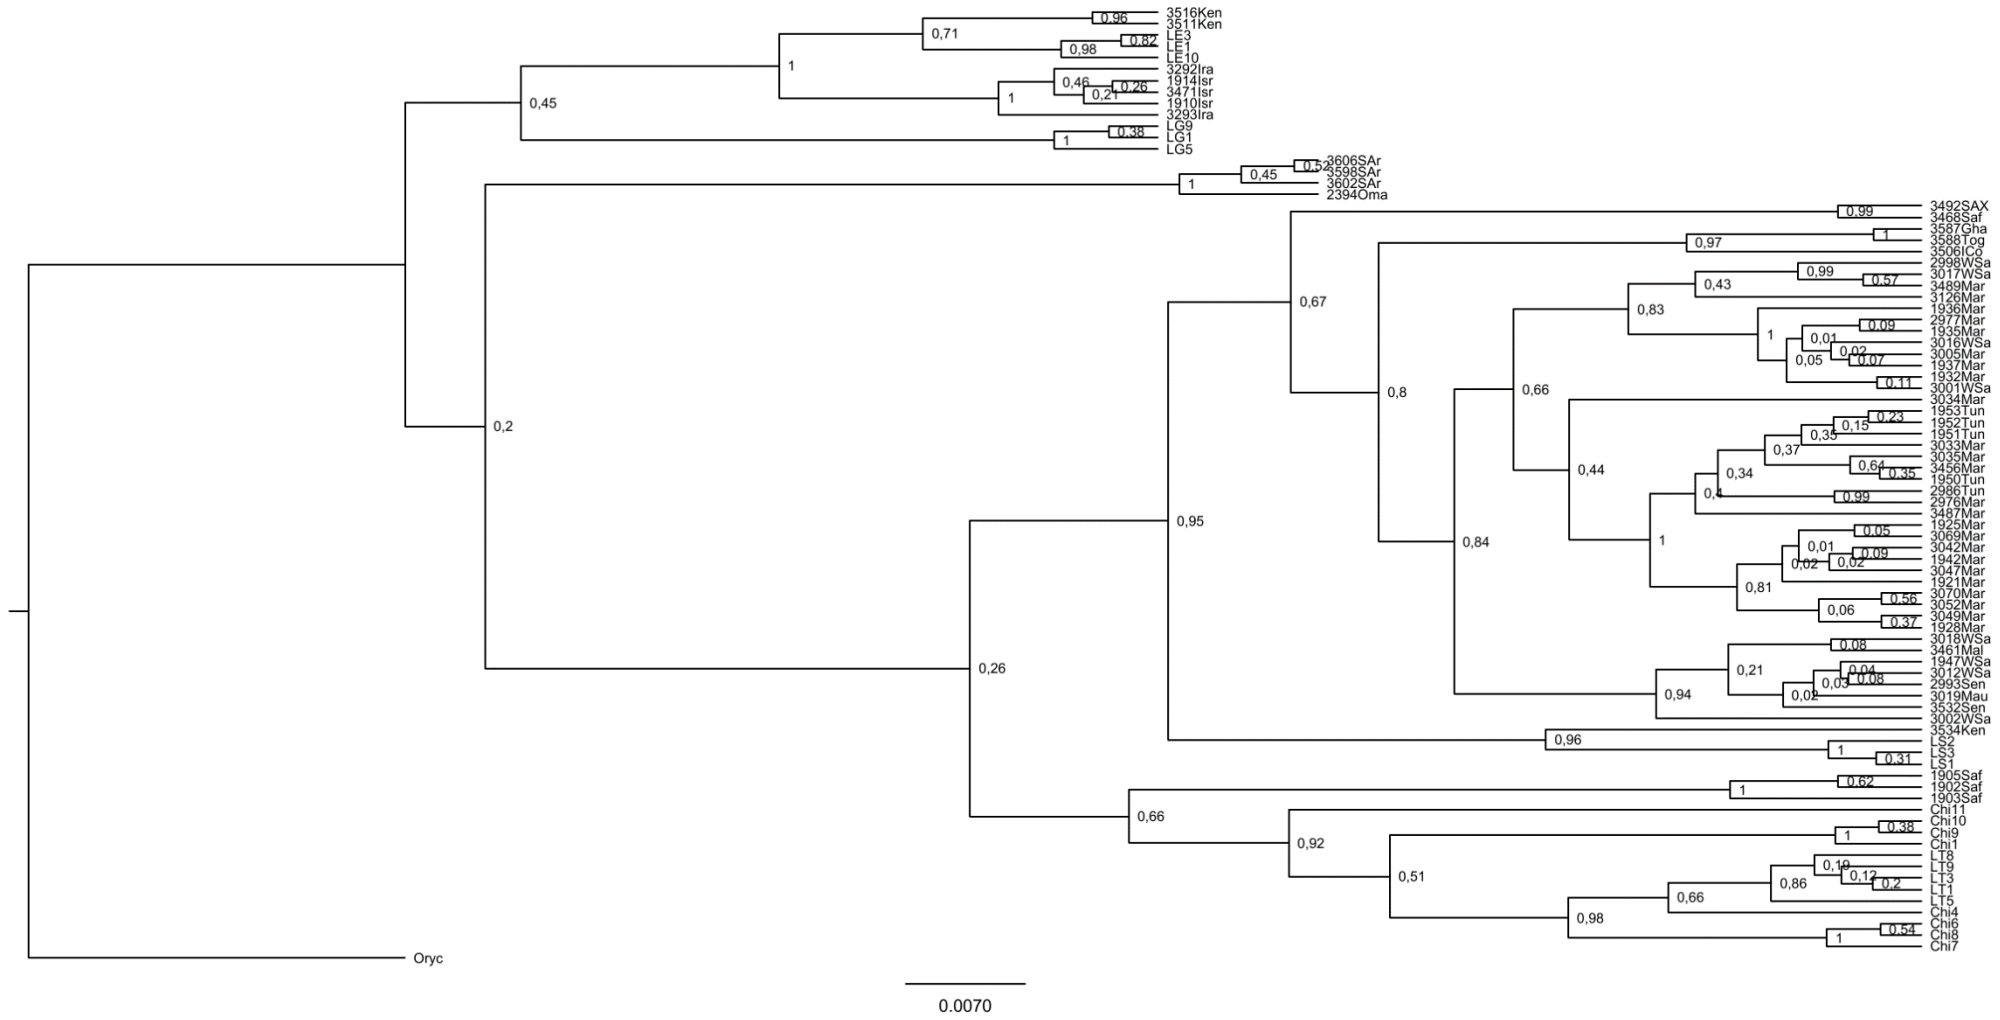 3516Ken
0.96
3511Ken
0,71
LE3
0.82
LE1
0,98
LE10
1
3292Ira
0,46
1914Isr
0.26
3471Isr
0,21
1910Isr
1
3293Ira
0,45
LG9
0.38
LG1
1
LG5
3606SAr
0.52
3598SAr
0,45
3602SAr
1
2394Oma
3492SAX
0.99
3468Saf
3587Gha
1
3588Tog
0,97
3506ICo
2998WSa
0,99
3017WSa
0.57
3489Mar
0,43
3126Mar
0,83
1936Mar
2977Mar
0.09
1935Mar
1
0,01
3016WSa
0,02
3005Mar
0.07
1937Mar
0,05
1932Mar
0.11
3001WSa
0,67
0,66
0,8
3034Mar
1953Tun
0.23
1952Tun
0,15
1951Tun
0,35
3033Mar
0,37
3035Mar
0,64
3456Mar
0.35
1950Tun
0,34
2986Tun
0.99
2976Mar
0,4
3487Mar
0,44
1925Mar
0.05
3069Mar
0,01
3042Mar
0.09
1942Mar
0,02
3047Mar
0,02
1921Mar
1
0,81
3070Mar
0.56
3052Mar
0,06
3049Mar
0.37
1928Mar
0,2
0,95
0,84
3018WSa
0.08
3461Mal
0,21
1947WSa
0,04
3012WSa
0.08
2993Sen
0,03
3019Mau
0,02
3532Sen
0,94
3002WSa
0,26
3534Ken
0,96
LS2
1
LS3
0.31
LS1
1905Saf
0.62
1902Saf
1
1903Saf
0,66
Chi11
0,92
Chi10
0.38
Chi9
1
Chi1
0,51
LT8
0,19
LT9
0,12
LT3
0,2
LT1
0,86
LT5
0,66
Chi4
0,98
Chi6
0.54
Chi8
1
Chi7
Oryc
0.0070